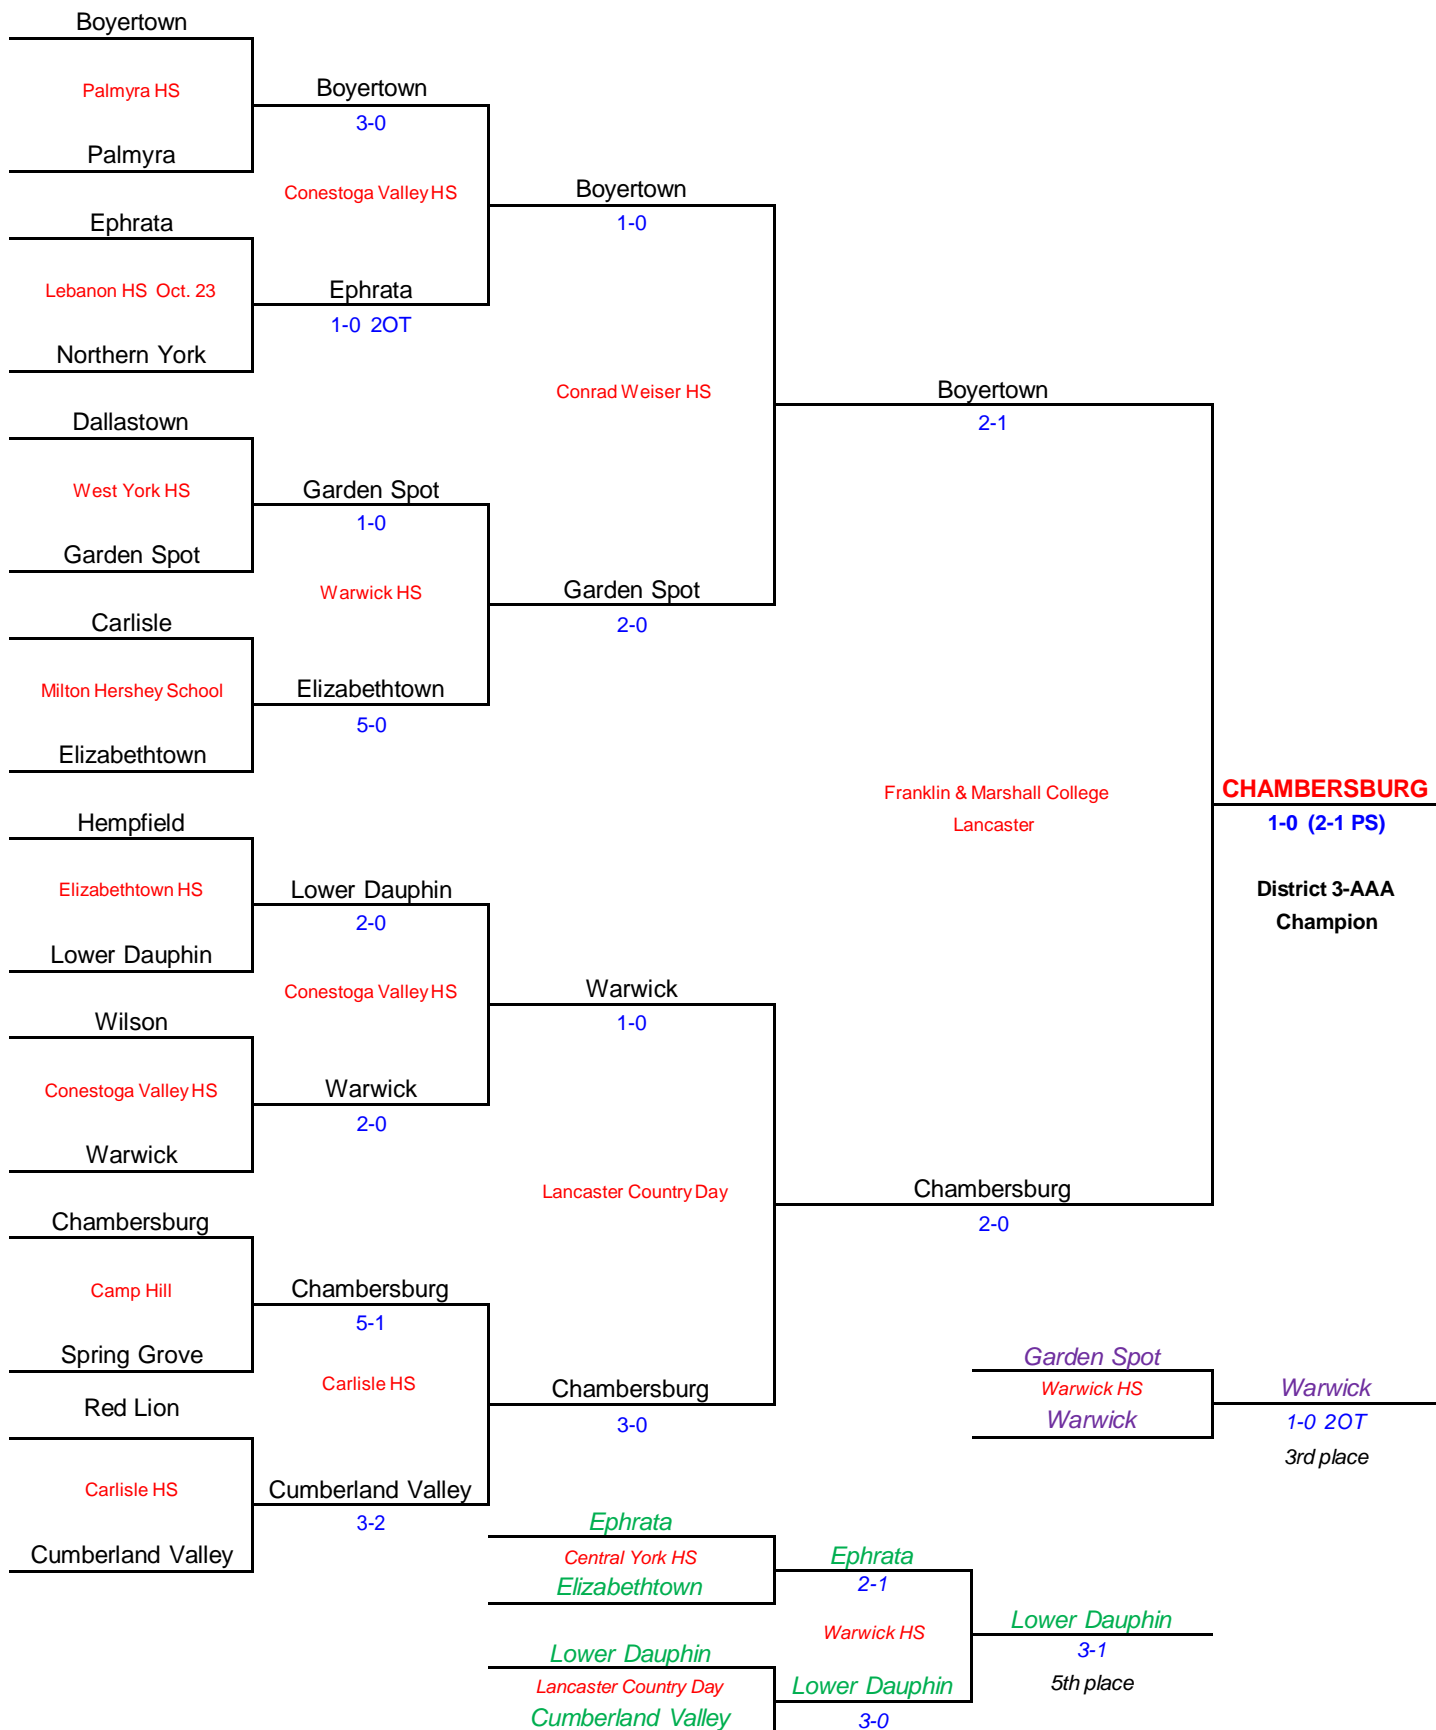 Boyertown
Palmyra HS
Boyertown
3-0
Palmyra
Conestoga Valley HS
Boyertown
1-0
Ephrata
Lebanon HS Oct. 23
Ephrata
1-0 2OT
Northern York
Conrad Weiser HS
Boyertown
2-1
Dallastown
West York HS
Garden Spot
1-0
Garden Spot
Warwick HS
Garden Spot
2-0
Carlisle
Milton Hershey School
Elizabethtown
5-0
Elizabethtown
Franklin & Marshall College
Lancaster
CHAMBERSBURG
1-0 (2-1 PS)
District 3-AAA
Champion
Hempfield
Elizabethtown HS
Lower Dauphin
2-0
Lower Dauphin
Conestoga Valley HS
Warwick
1-0
Wilson
Conestoga Valley HS
Warwick
2-0
Warwick
Lancaster Country Day
Chambersburg
2-0
Chambersburg
Camp Hill
Chambersburg
5-1
Spring Grove
Carlisle HS
Chambersburg
3-0
Red Lion
Carlisle HS
Cumberland Valley
3-2
Cumberland Valley
Garden Spot
Warwick HS
Warwick
Warwick
1-0 2OT
3rd place
Ephrata
Central York HS
Elizabethtown
Ephrata
2-1
Warwick HS
Lower Dauphin
3-1
5th place
Lower Dauphin
Lancaster Country Day
Cumberland Valley
Lower Dauphin
3-0